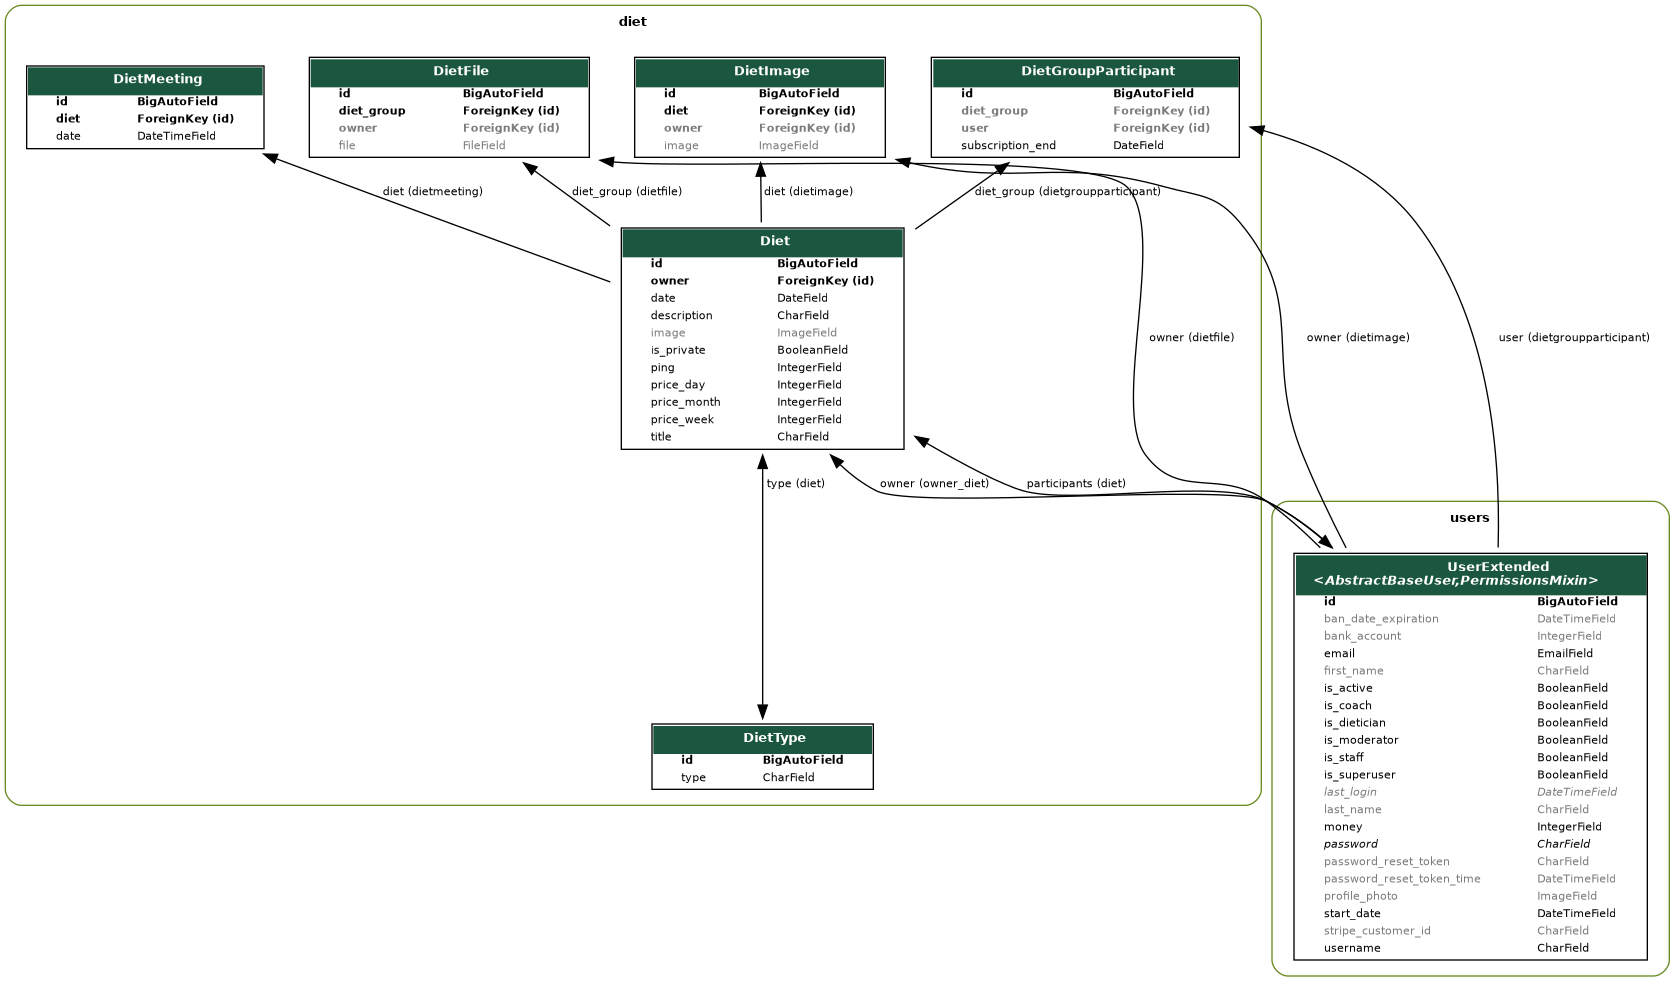 diet
DietMeeting
id BigAutoField
diet ForeignKey (id)
date DateTimeField
DietFile
id BigAutoField
diet_group ForeignKey (id)
owner ForeignKey (id)
file FileField
DietImage
id BigAutoField
diet ForeignKey (id)
owner ForeignKey (id)
image ImageField
DietGroupParticipant
id BigAutoField
diet_group ForeignKey (id)
user ForeignKey (id)
subscription_end DateField
diet (dietmeeting)
diet_group (dietfile)
diet (dietimage)
diet_group (dietgroupparticipant)
Diet
id BigAutoField
owner ForeignKey (id)
date DateField
description CharField
image ImageField
is_private BooleanField
ping IntegerField
price_day IntegerField
price_month IntegerField
price_week IntegerField
title CharField
owner (dietfile)
owner (dietimage)
user (dietgroupparticipant)
type (diet)
owner (owner_diet)
participants (diet)
DietType
id BigAutoField
type CharField
users
UserExtended
<AbstractBaseUser,PermissionsMixin>
id BigAutoField
ban_date_expiration DateTimeField
bank_account IntegerField
email EmailField
first_name CharField
is_active BooleanField
is_coach BooleanField
is_dietician BooleanField
is_moderator BooleanField
is_staff BooleanField
is_superuser BooleanField
last_login DateTimeField
last_name CharField
money IntegerField
password CharField
password_reset_token CharField
password_reset_token_time DateTimeField
profile_photo ImageField
start_date DateTimeField
stripe_customer_id CharField
username CharField